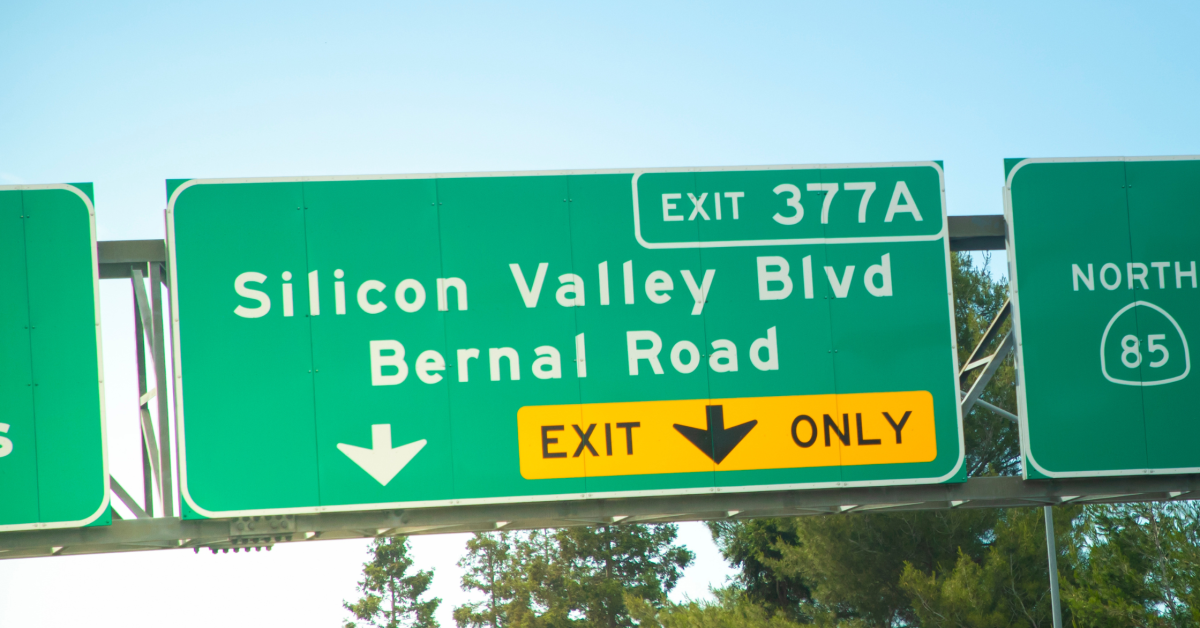 EXIT 377A
Silicon Valley Blvd
Bernal Road
EXIT ONLY
NORTH
85
s